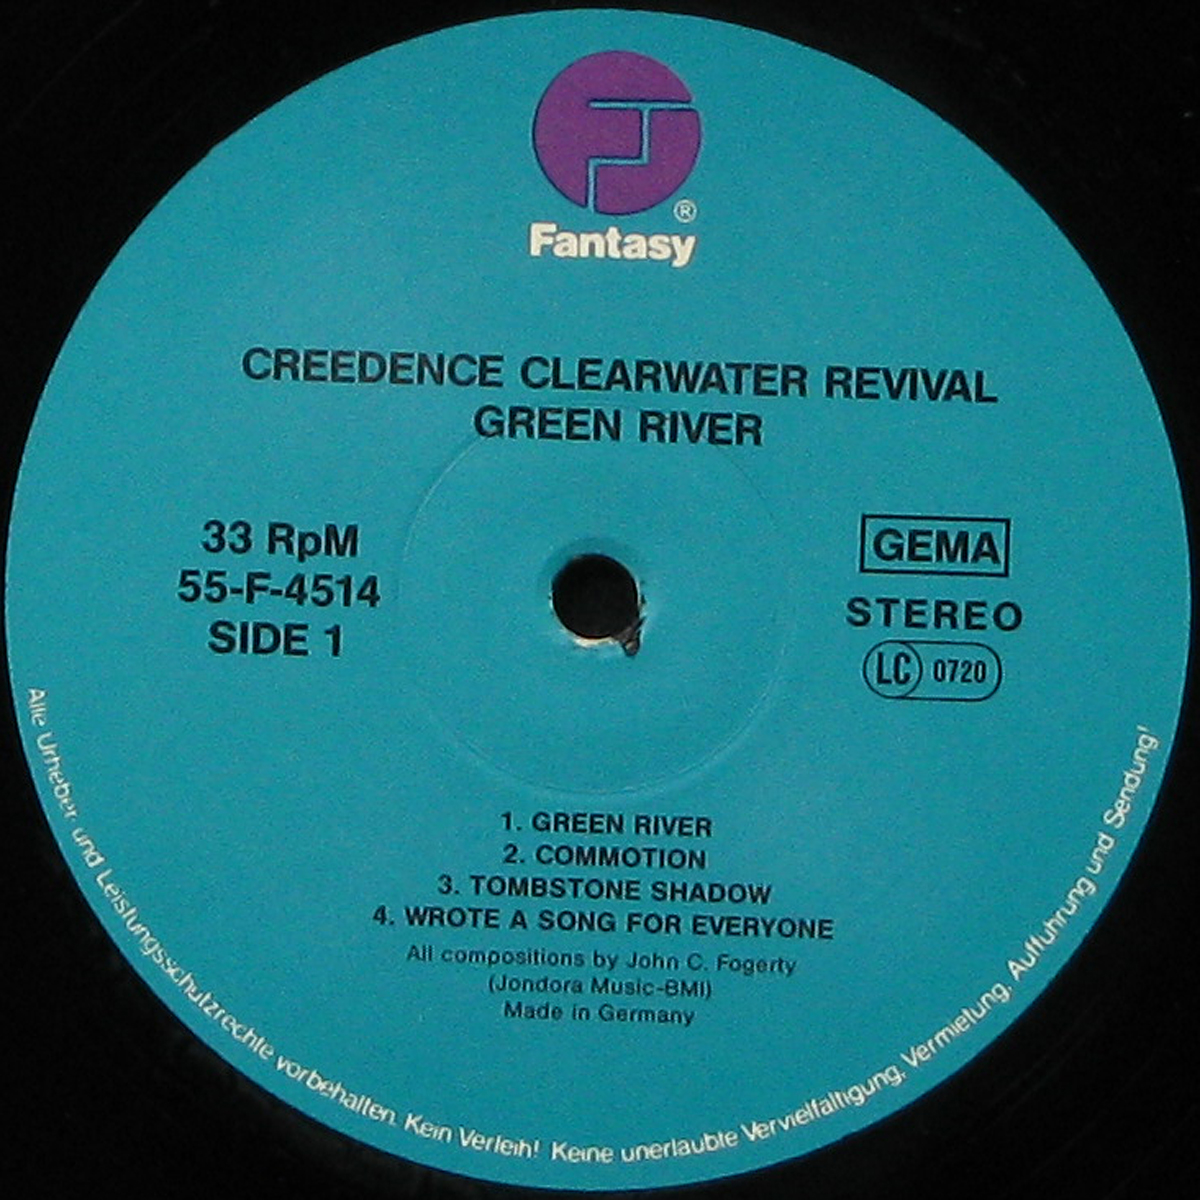 ®
Fantasy
CREEDENCE CLEARWATER REVIVAL
GREEN RIVER
33 RpM
55-F-4514
SIDE 1
GEMA
STEREO
LC 0720
1. GREEN RIVER
2. COMMOTION
3. TOMBSTONE SHADOW
4. WROTE A SONG FOR EVERYONE
All compositions by John C. Fogerty
(Jondora Music-BMI)
Made in Germany
Alle Urheber und Leistungsschutzrechte vorbehalten. Kein Verleih! Keine unerlaubte Vervielfältigung, Vermietung, Aufführung und Sendung!